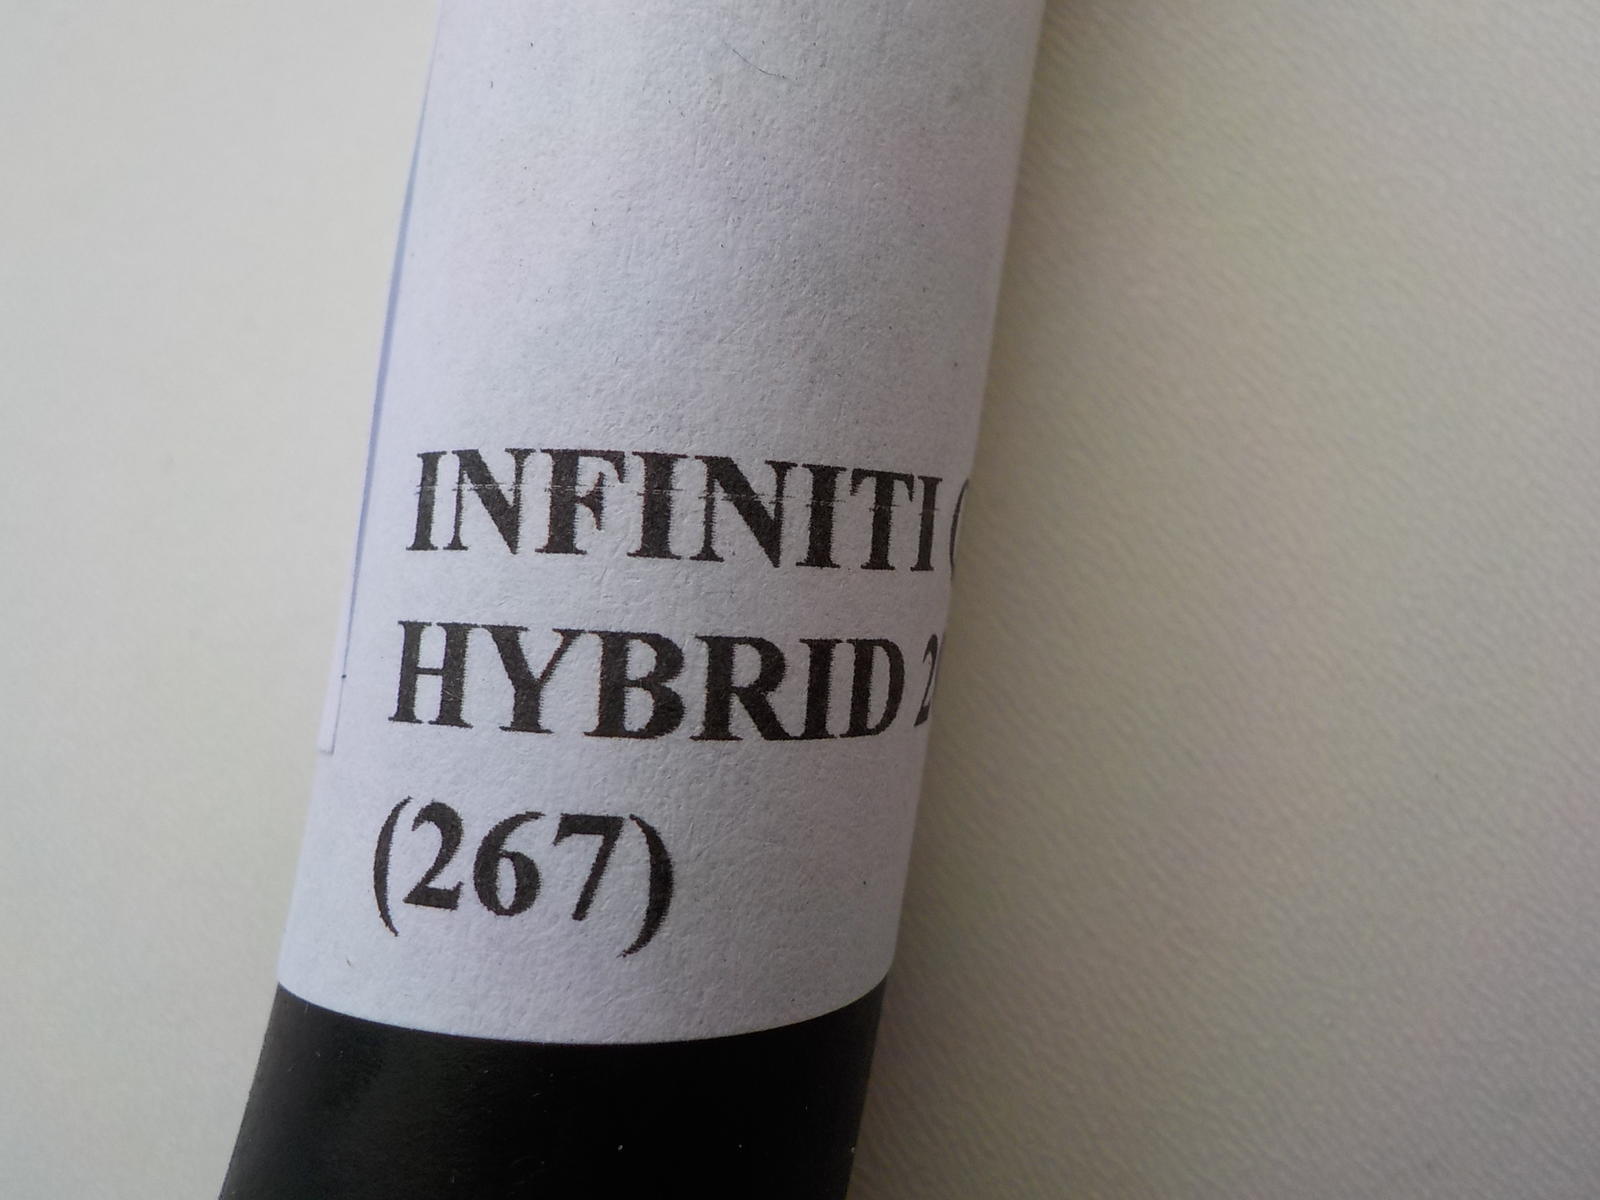 INFINITI
HYBRID
(267)